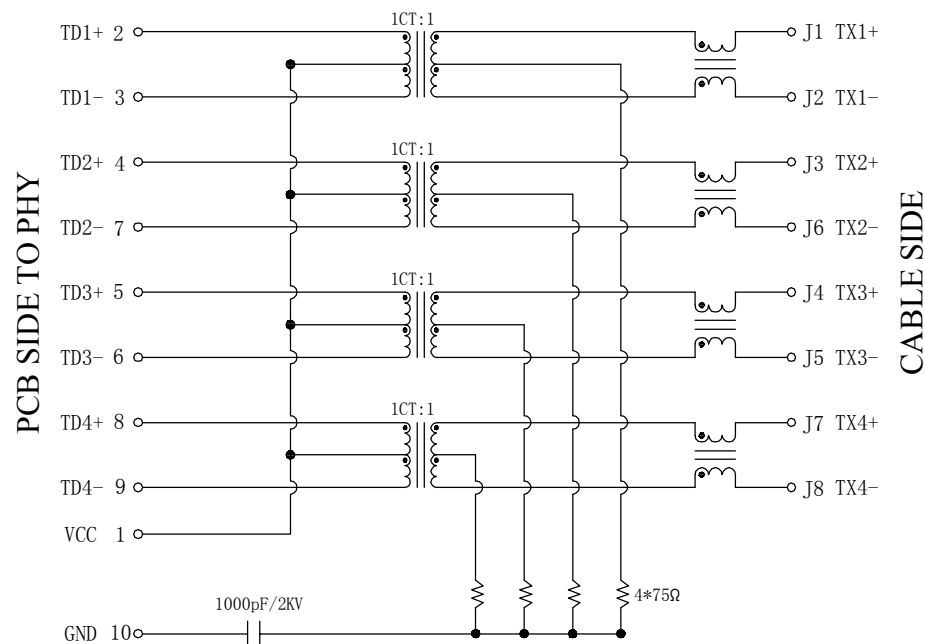 1CT:1
TD1+ 2
J1 TX1+
TD1- 3
J2 TX1-
1CT:1
TD2+ 4
J3 TX2+
TD2- 7
J6 TX2-
1CT:1
TD3+ 5
J4 TX3+
TD3- 6
J5 TX3-
1CT:1
TD4+ 8
J7 TX4+
TD4- 9
J8 TX4-
VCC 1
1000pF/2KV
4*75Ω
GND 10
PCB SIDE TO PHY
CABLE SIDE